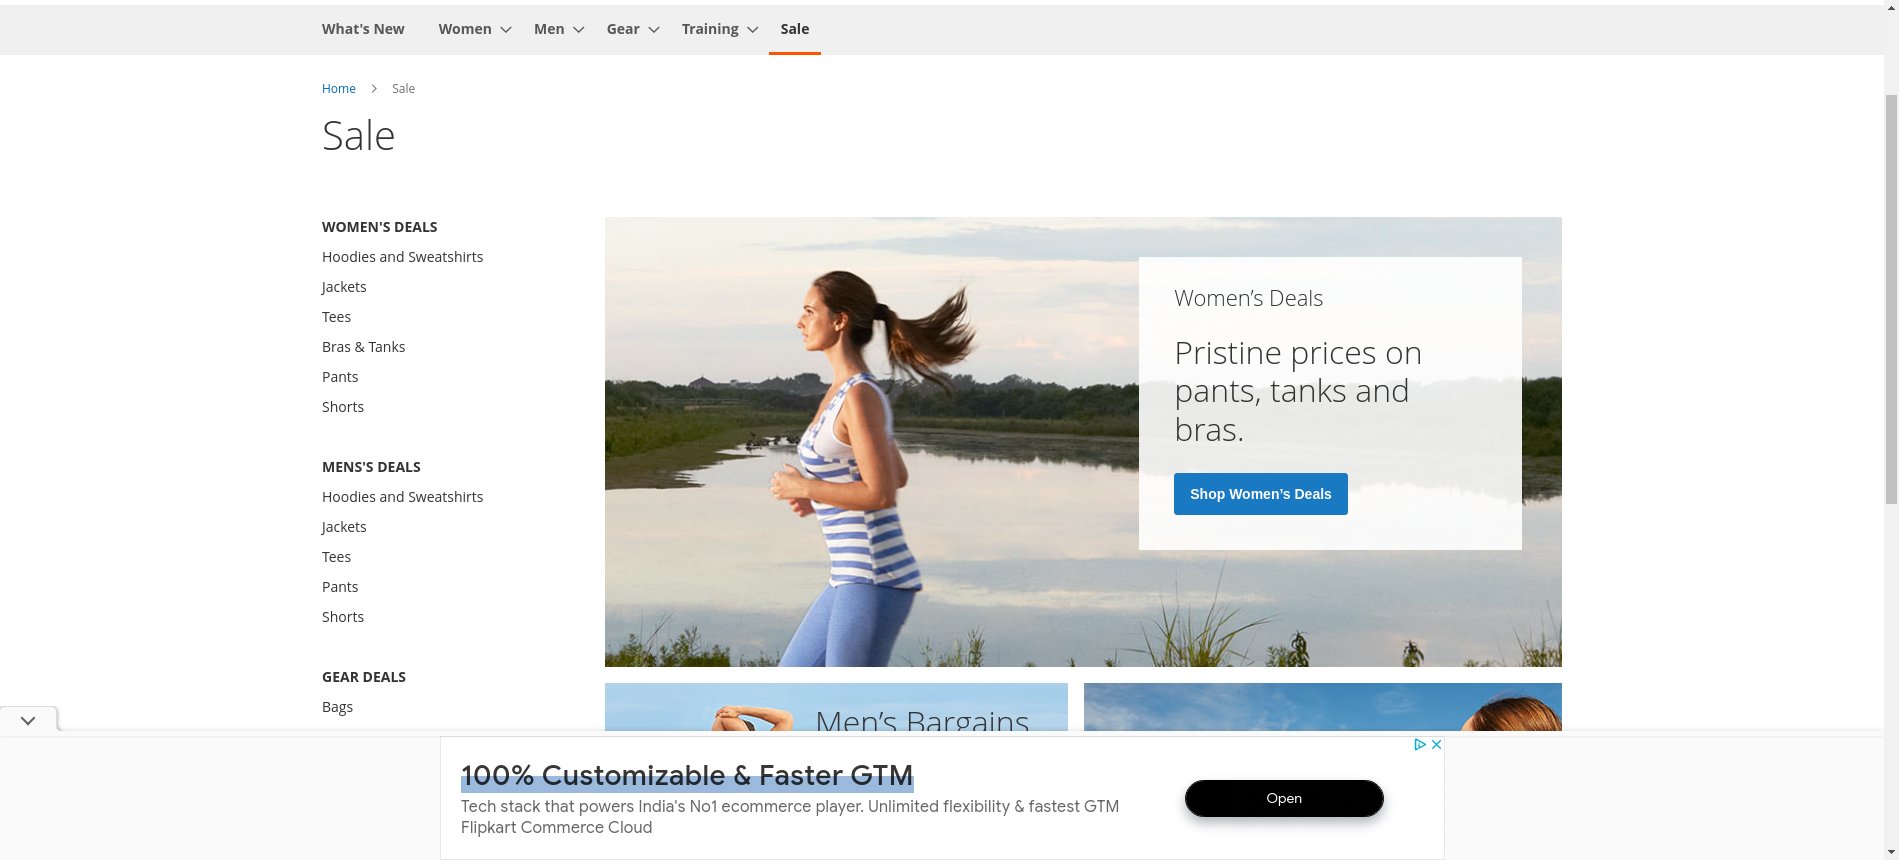 What's New Women Men Gear Training Sale
Home Sale
Sale
WOMEN'S DEALS
Hoodies and Sweatshirts
Jackets
Tees
Bras & Tanks
Pants
Shorts
MENS'S DEALS
Hoodies and Sweatshirts
Jackets
Tees
Pants
Shorts
GEAR DEALS
Bags
Women’s Deals
Pristine prices on
pants, tanks and
bras.
Shop Women’s Deals
Men’s Bargains
100% Customizable & Faster GTM
Tech stack that powers India's No1 ecommerce player. Unlimited flexibility & fastest GTM
Flipkart Commerce Cloud
Open